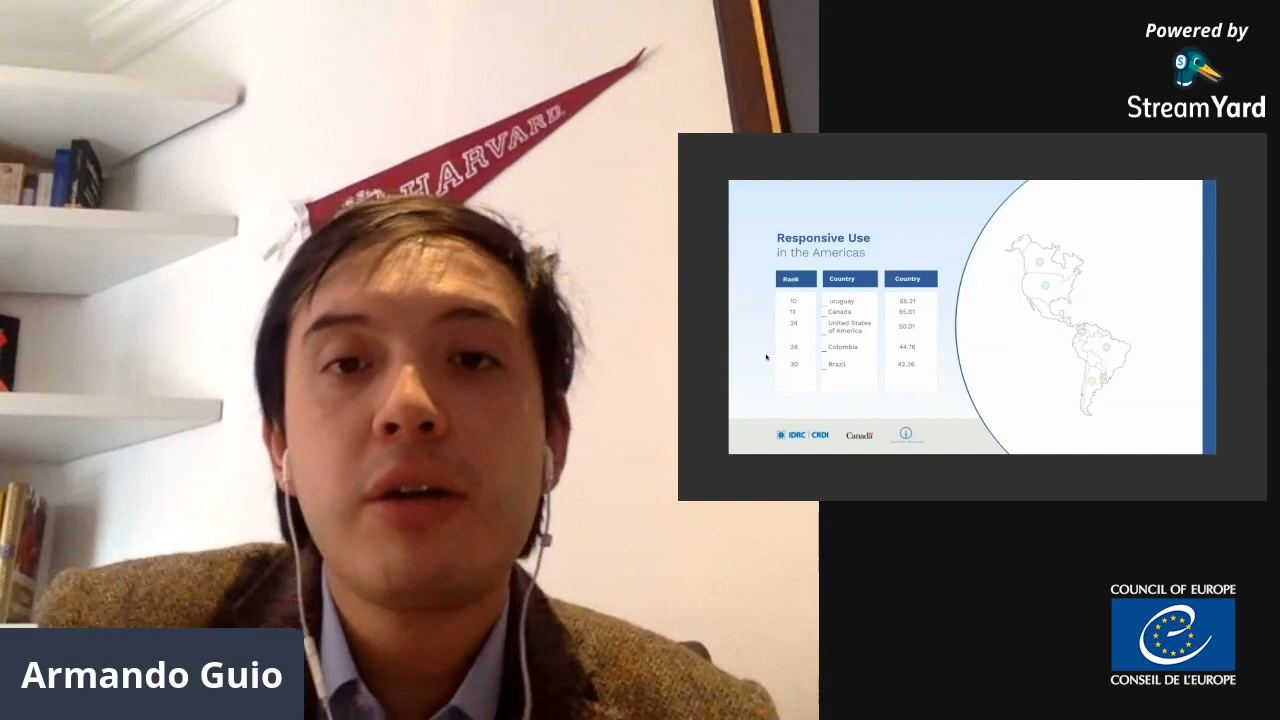 HARVARD
Armando Guio
Powered by
StreamYard
Responsive Use
in the Americas
Rank Country Country
10 uruguay 65.21
11 Canada 65.01
24 United States
of America 50.01
28 Colombia 44.78
30 Brazil 42.36
IDRC | CRDI Canada
COUNCIL OF EUROPE
CONSEIL DE L'EUROPE